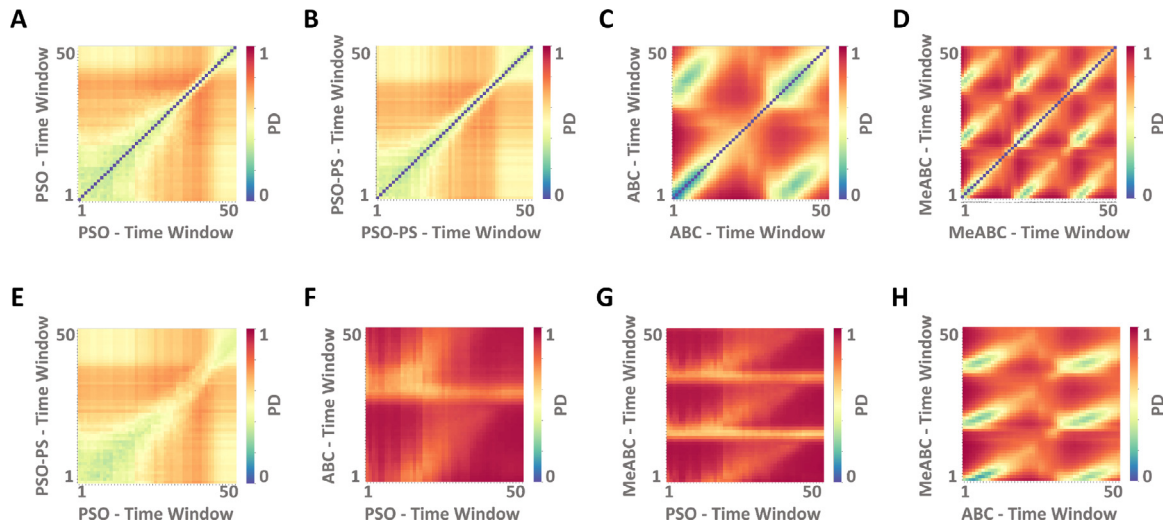 A
50
PSO - Time Window
1
1
50
PSO - Time Window
1
PD
0
B
50
PSO-PS - Time Window
1
1
50
PSO-PS - Time Window
1
PD
0
C
50
ABC - Time Window
1
1
50
ABC - Time Window
1
PD
0
D
50
MeABC - Time Window
1
1
50
MeABC - Time Window
1
PD
0
E
50
PSO-PS - Time Window
1
1
50
PSO - Time Window
1
PD
0
F
50
ABC - Time Window
1
1
50
PSO - Time Window
1
PD
0
G
50
MeABC - Time Window
1
1
50
PSO - Time Window
1
PD
0
H
50
MeABC - Time Window
1
1
50
ABC - Time Window
1
PD
0